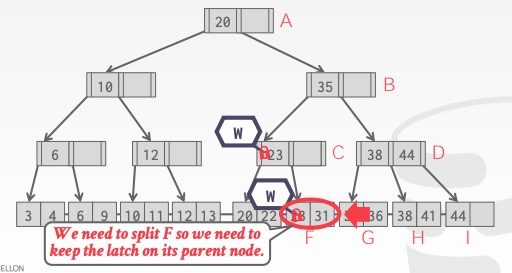 20 A
10 35 B
W
6 12 23 C 38 44 D
W
3 4 6 9 10 11 12 13 20 22 31 36 38 41 44
We need to split F so we need to
keep the latch on its parent node.
F G H I
ELLON